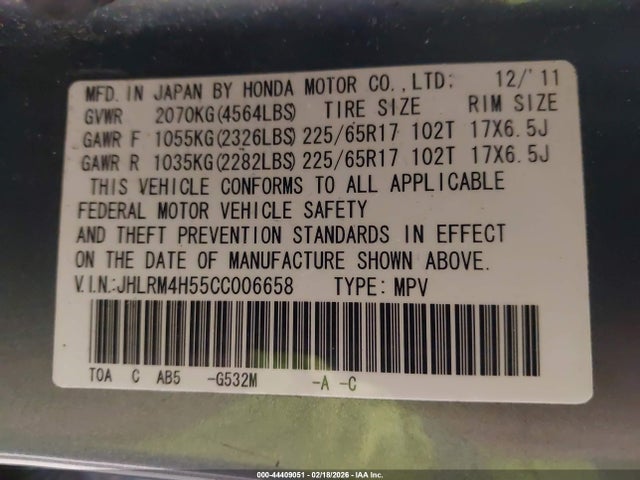 MFD. IN JAPAN BY HONDA MOTOR CO.,LTD; 12/'11
GVWR 2070KG(4564LBS) TIRE SIZE RIM SIZE
GAWR F 1055KG(2326LBS) 225/65R17 102T 17X6.5J
GAWR R 1035KG(2282LBS) 225/65R17 102T 17X6.5J
THIS VEHICLE CONFORMS TO ALL APPLICABLE
FEDERAL MOTOR VEHICLE SAFETY
AND THEFT PREVENTION STANDARDS IN EFFECT
ON THE DATE OF MANUFACTURE SHOWN ABOVE.
V.I.N.:JHLRM4H55CC006658 TYPE: MPV
TOA C AB5 -G532M -A -C
000-44409051 - 02/18/2026 - IAA Inc.